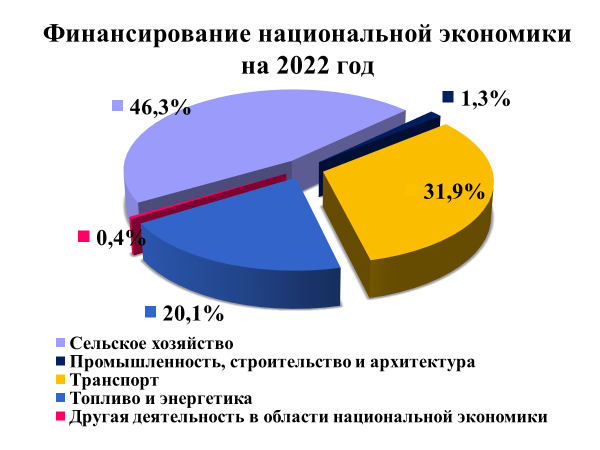 Финансирование национальной экономики
на 2022 год
46,3%
1,3%
31,9%
0,4%
20,1%
Сельское хозяйство
Промышленность, строительство и архитектура
Транспорт
Топливо и энергетика
Другая деятельность в области национальной экономики